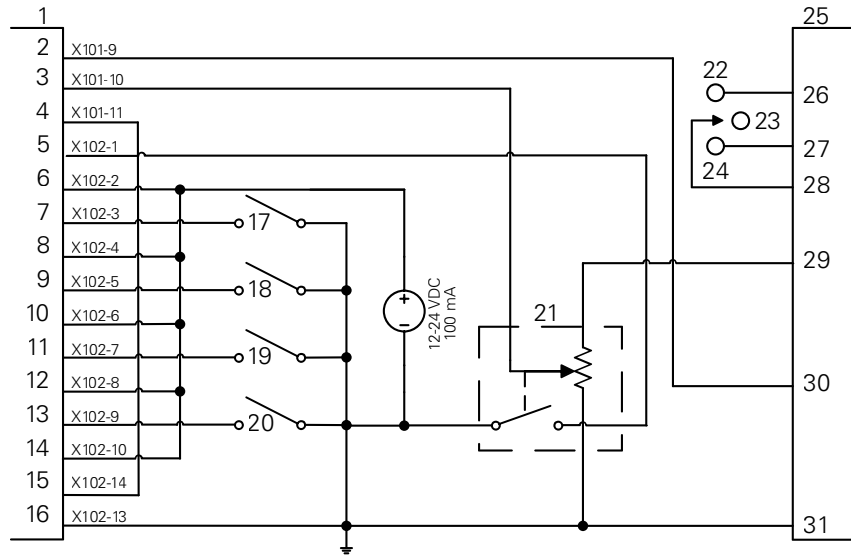 1
25
2 X101-9
3 X101-10
22
26
4 X101-11
23
5 X102-1
27
24
6 X102-2
28
7 X102-3
17
8 X102-4
29
9 X102-5
18
+
–
12-24 VDC
100 mA
10 X102-6
21
11 X102-7
19
12 X102-8
30
13 X102-9
20
14 X102-10
15 X102-14
16 X102-13
31